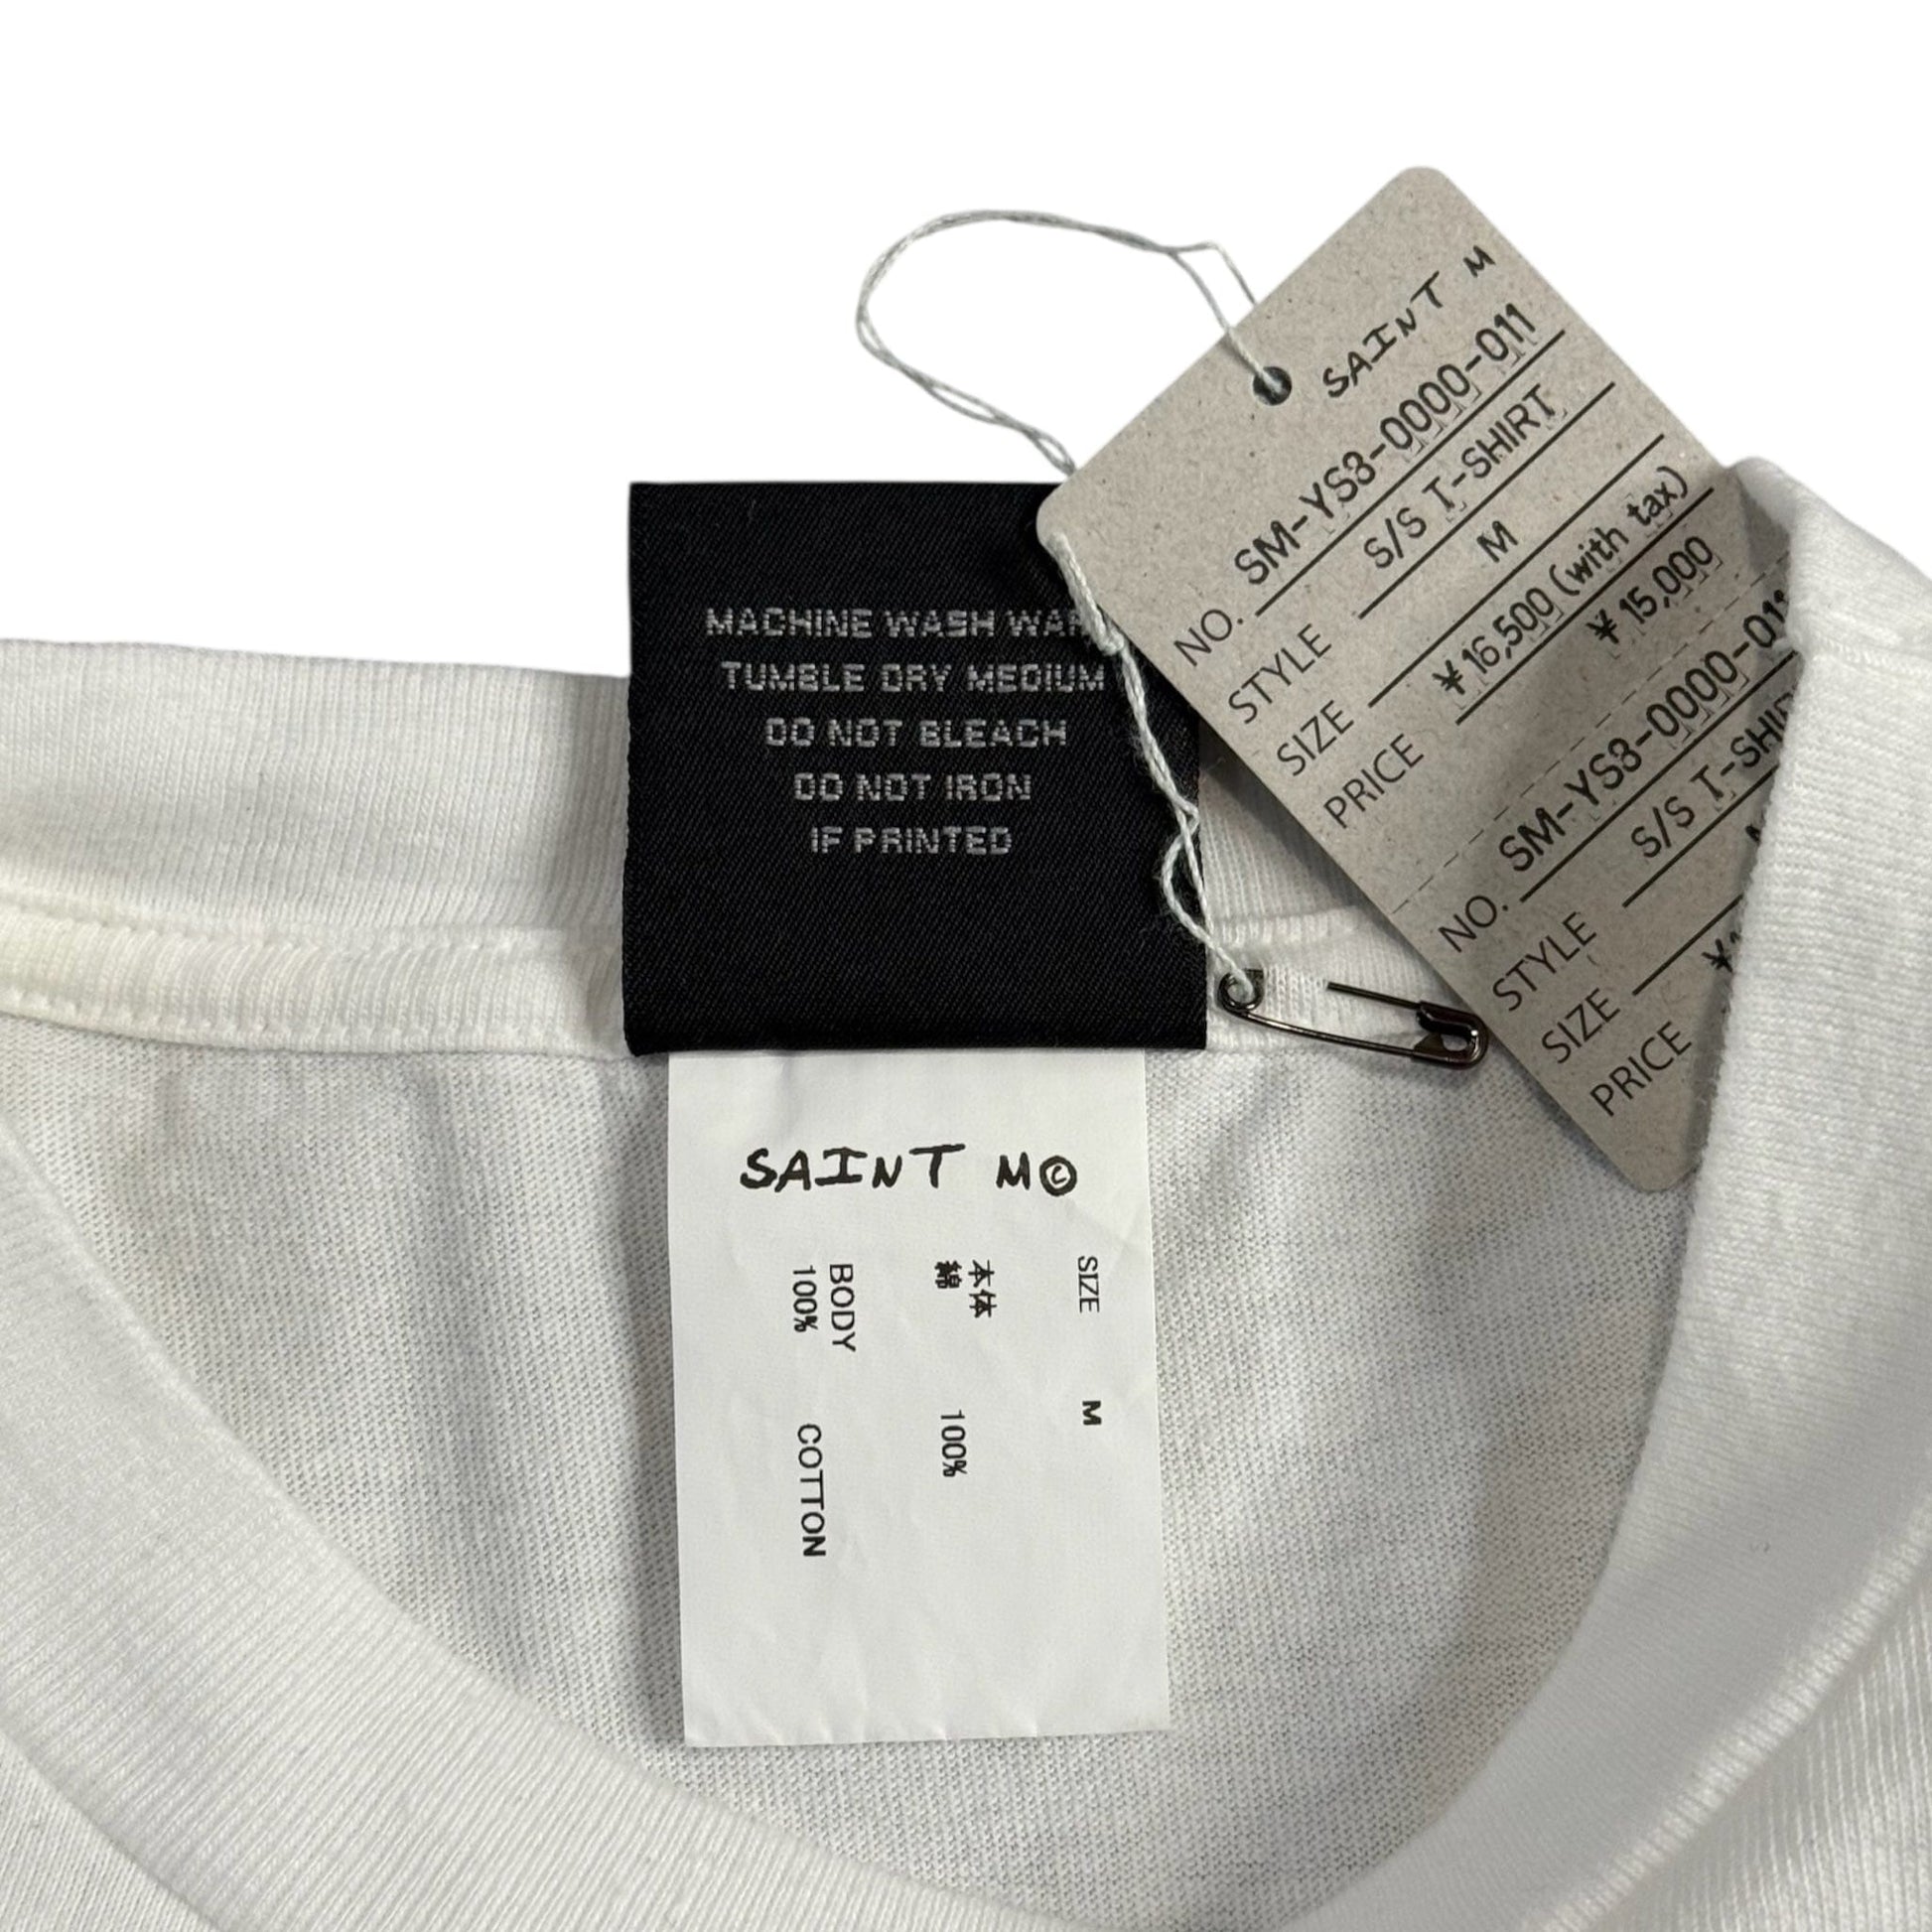 SAINT M
NO. SM-YS8-0000-011
STYLE S/S T-SHIRT
SIZE M
PRICE ¥16,500 (with tax)
¥ 15,000
NO. SM-YS8-0000-01
STYLE S/S T-SHI
SIZE
PRICE ¥
MACHINE WASH WA
TUMBLE DRY MEDIUM
DO NOT BLEACH
DO NOT IRON
IF PRINTED
SAINT M©
SIZE M
本体
綿 100%
BODY
100% COTTON